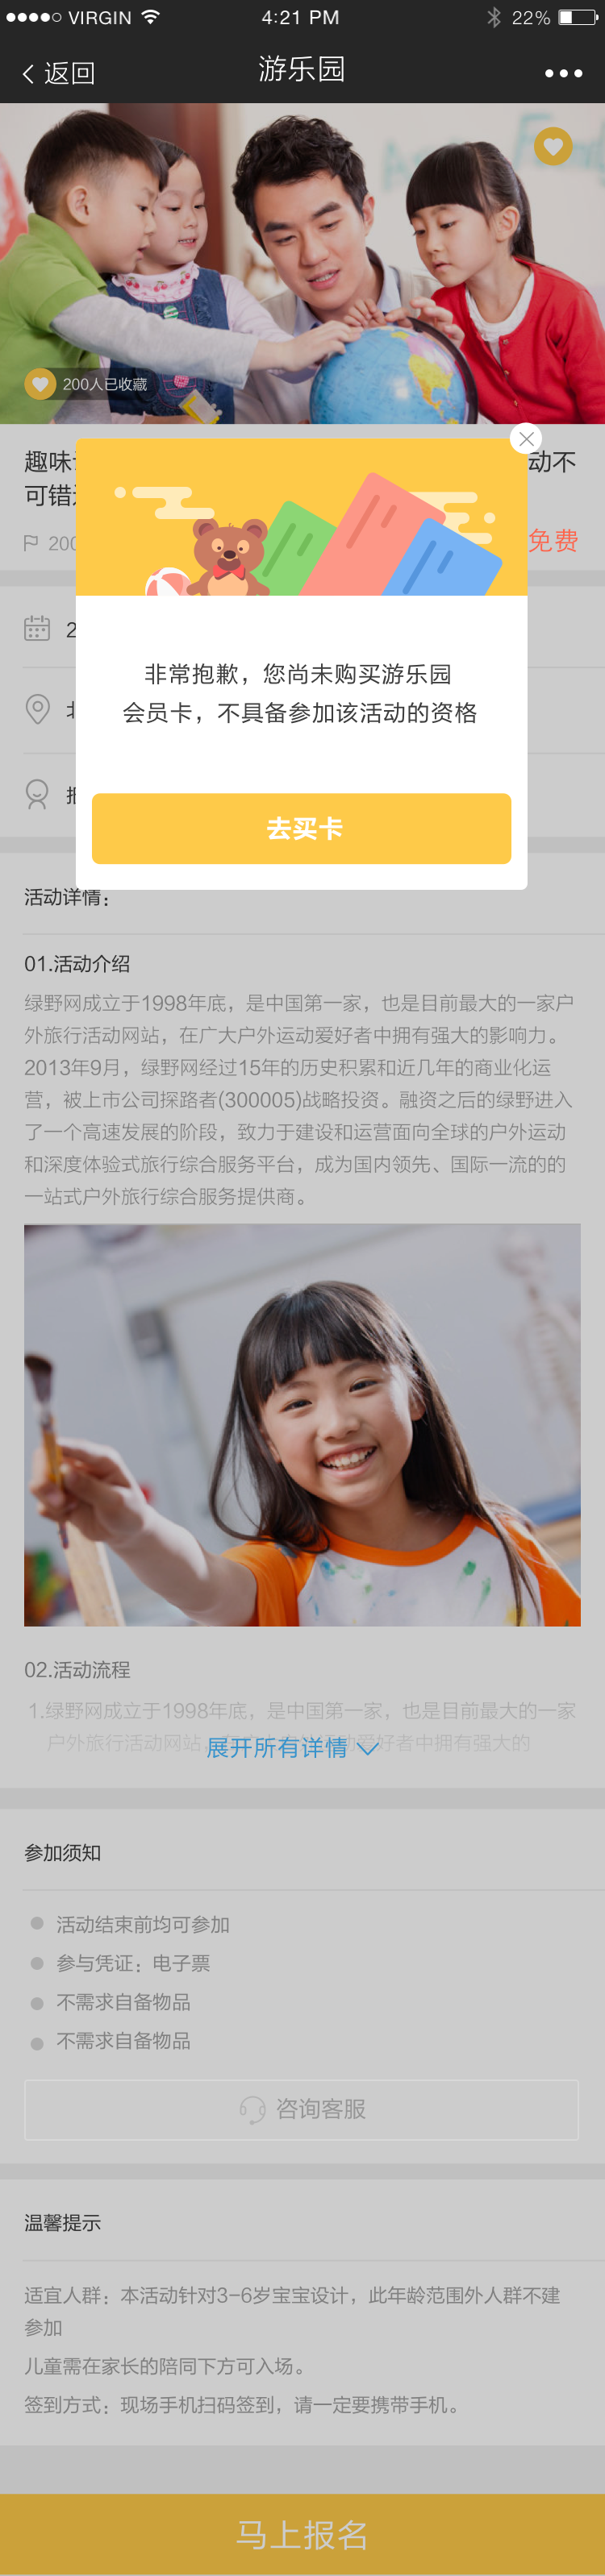 VIRGIN 4:21 PM 22%
返回 游乐园
200人已收藏
趣味 动不
可错
200 免费
2
非常抱歉，您尚未购买游乐园
会员卡，不具备参加该活动的资格
去买卡
活动详情：
01.活动介绍
绿野网成立于1998年底，是中国第一家，也是目前最大的一家户
外旅行活动网站，在广大户外运动爱好者中拥有强大的影响力。
2013年9月，绿野网经过15年的历史积累和近几年的商业化运
营，被上市公司探路者(300005)战略投资。融资之后的绿野进入
了一个高速发展的阶段，致力于建设和运营面向全球的户外运动
和深度体验式旅行综合服务平台，成为国内领先、国际一流的的
一站式户外旅行综合服务提供商。
02.活动流程
1.绿野网成立于1998年底，是中国第一家，也是目前最大的一家
户外旅行活动网站，爱好者中拥有强大的
展开所有详情
参加须知
活动结束前均可参加
参与凭证：电子票
不需求自备物品
不需求自备物品
咨询客服
温馨提示
适宜人群：本活动针对3-6岁宝宝设计，此年龄范围外人群不建
参加
儿童需在家长的陪同下方可入场。
签到方式：现场手机扫码签到，请一定要携带手机。
马上报名